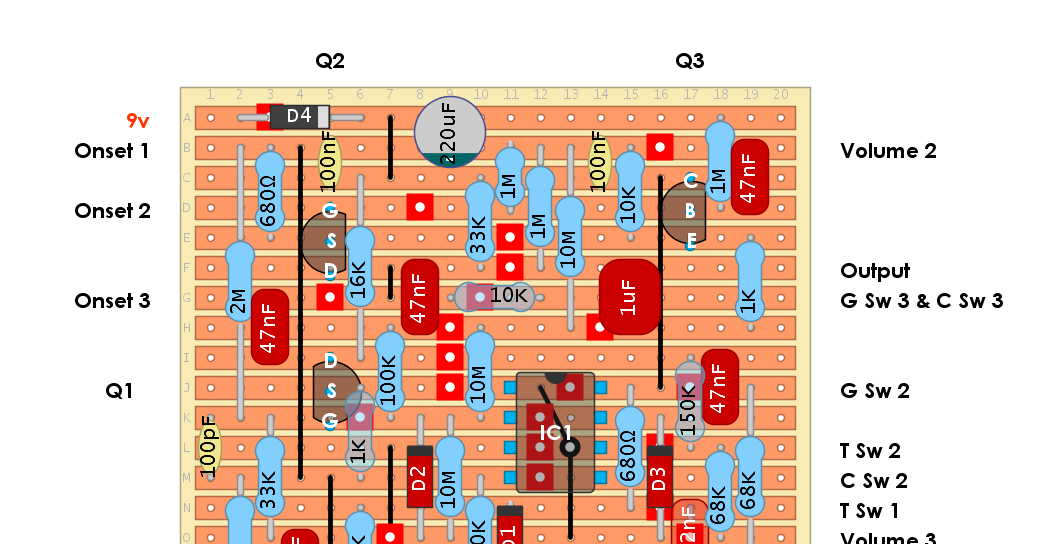 Q2 Q3
1 2 3 4 5 6 7 8 9 10 11 12 13 14 15 16 17 18 19 20
9v A D4 220uF
Onset 1 B 100nF 100nF Volume 2
C 680Ω 1M 10K C 1M 47nF
Onset 2 D G 33K 1M B
E S 10M E
F D 16K 47nF Output
Onset 3 G 2M 10K 1uF 1K G Sw 3 & C Sw 3
H 47nF
I D
Q1 J S 100K 10M 150K 47nF G Sw 2
K G IC1
L 100pF 1K 680Ω T Sw 2
M 33K D2 10M D3 68K 68K C Sw 2
N T Sw 1
O Volume 3